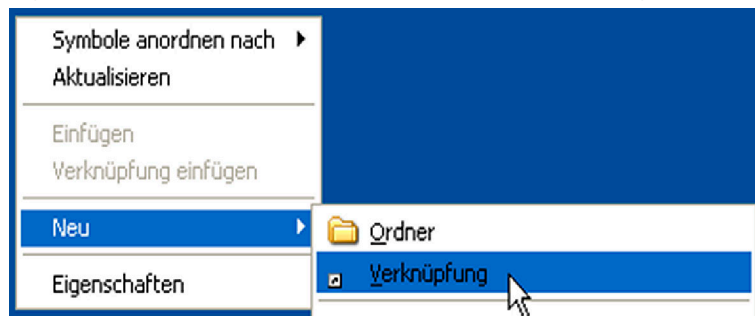 Symbole anordnen nach
Aktualisieren
Einfügen
Verknüpfung einfügen
Neu
Ordner
Verknüpfung
Eigenschaften